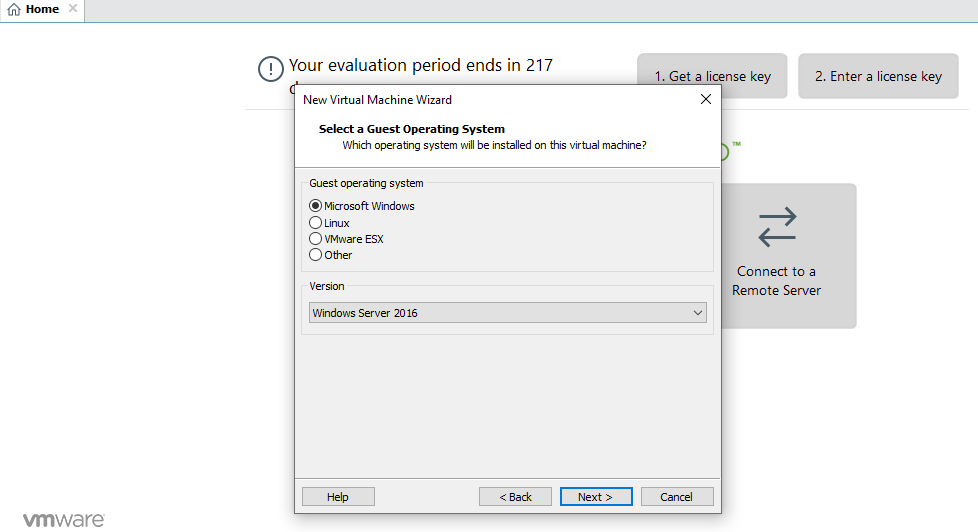 Home
Your evaluation period ends in 217
1. Get a license key
2. Enter a license key
New Virtual Machine Wizard
Select a Guest Operating System
Which operating system will be installed on this virtual machine?
™
Guest operating system
Microsoft Windows
Linux
VMware ESX
Other
Version
Windows Server 2016
Connect to a
Remote Server
Help
< Back
Next >
Cancel
vmware